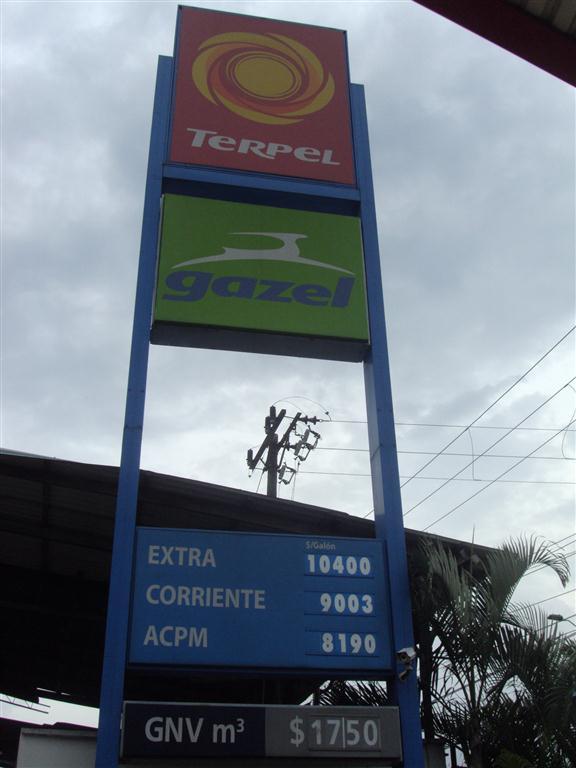 TERPEL
gazel
$/Galón
EXTRA 10400
CORRIENTE 9003
ACPM 8190
GNV m³ $1750